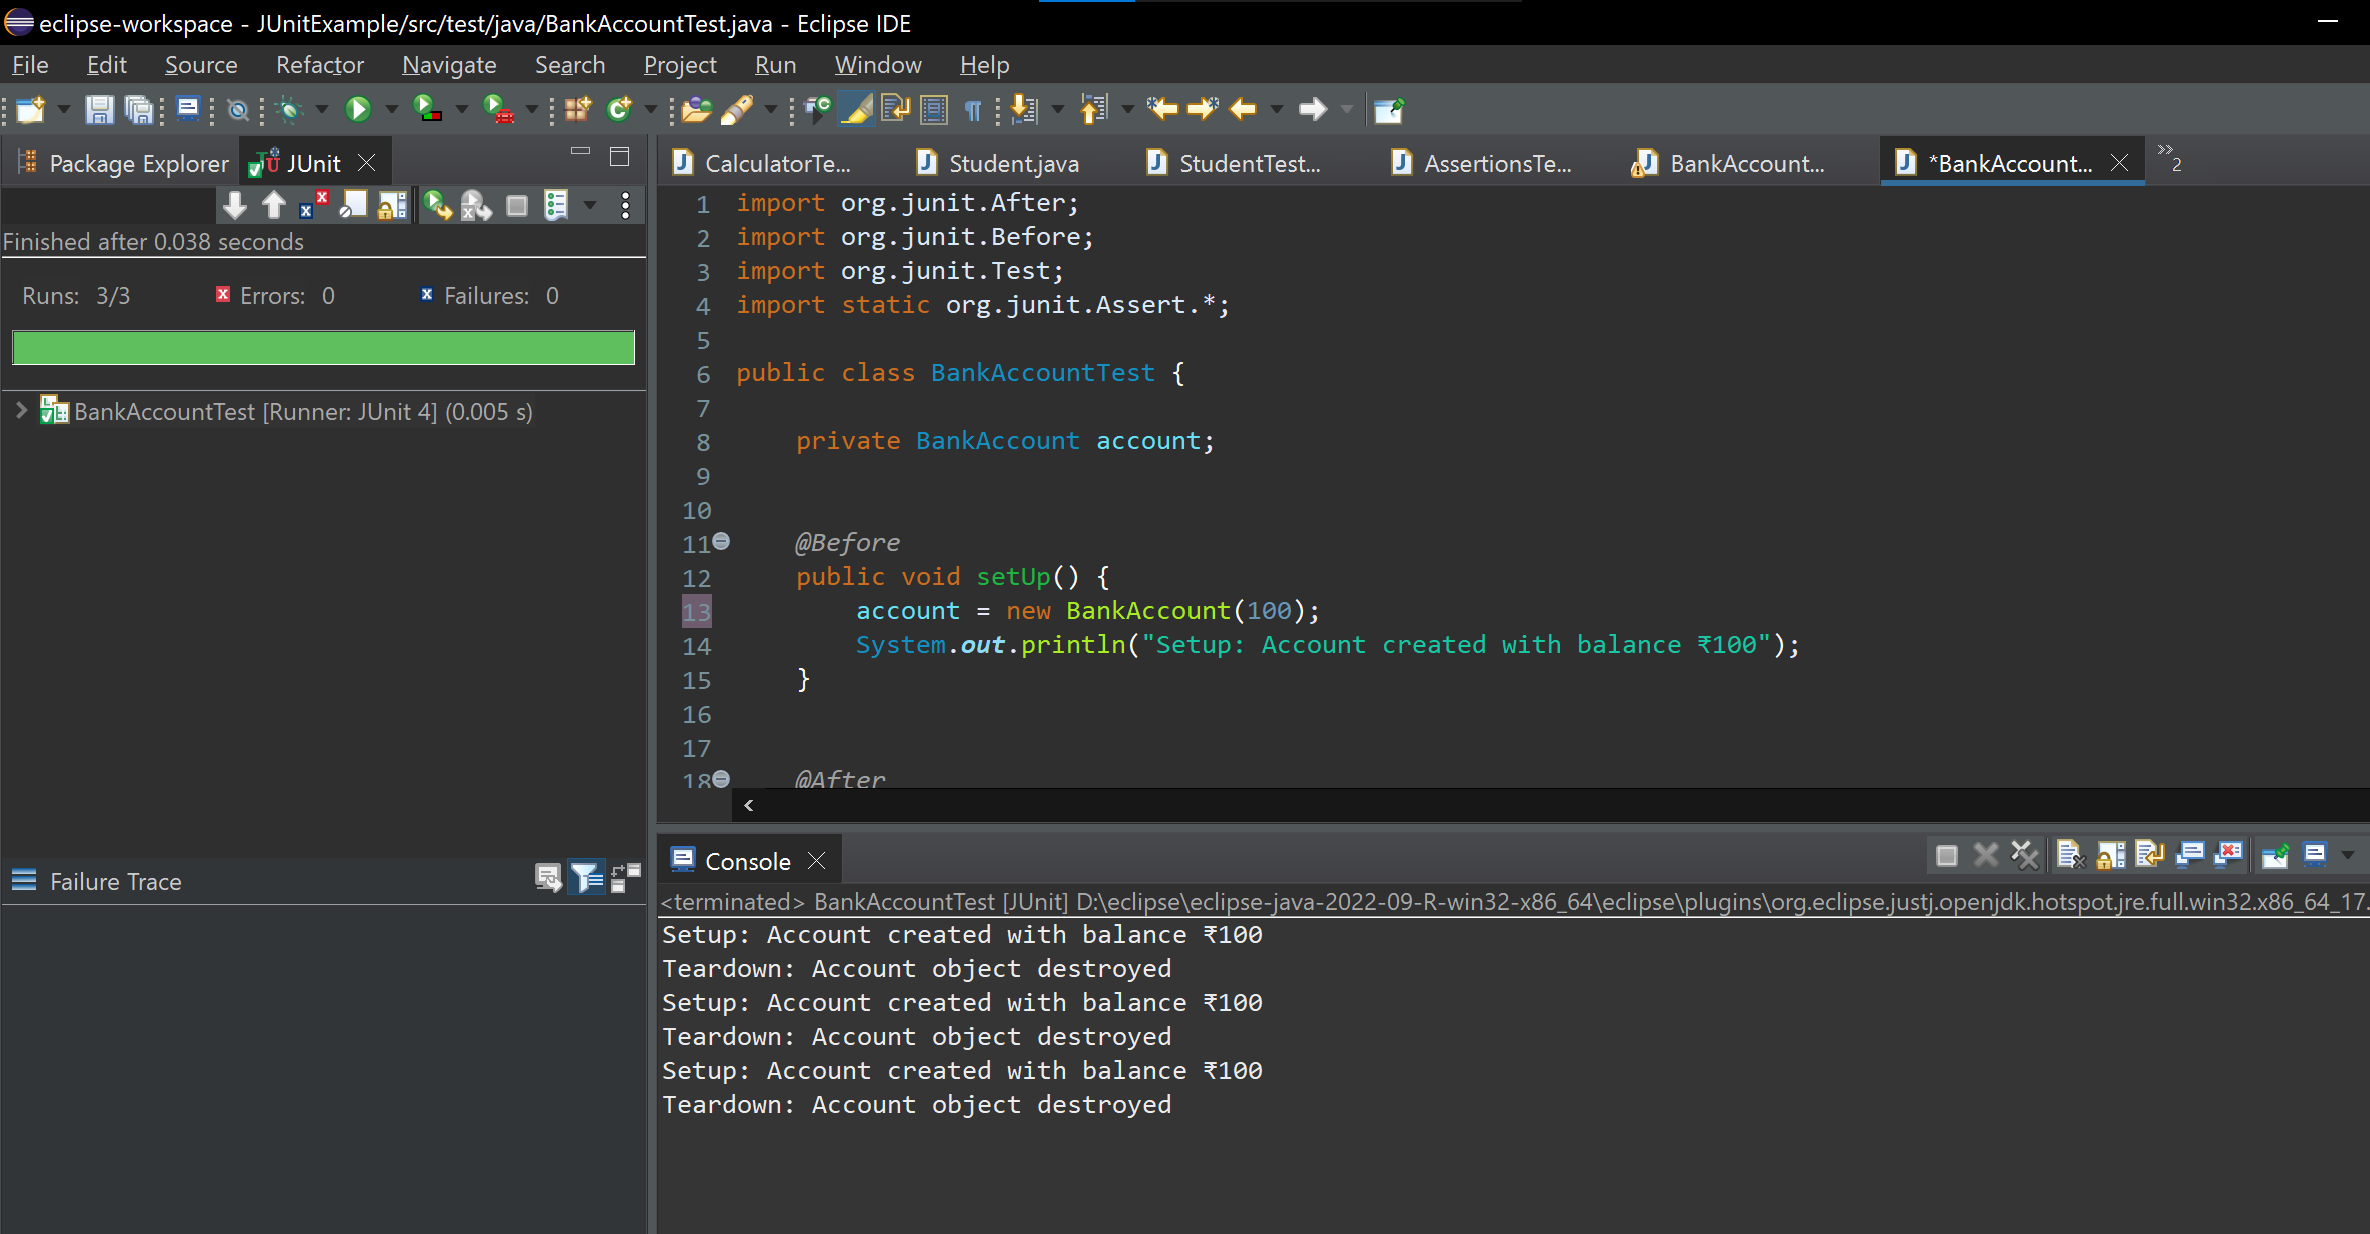 eclipse-workspace - JUnitExample/src/test/java/BankAccountTest.java - Eclipse IDE
File Edit Source Refactor Navigate Search Project Run Window Help
Package Explorer JUnit
Finished after 0.038 seconds
Runs: 3/3 Errors: 0 Failures: 0
BankAccountTest [Runner: JUnit 4] (0.005 s)
Failure Trace
CalculatorTe... Student.java StudentTest... AssertionsTe... BankAccount... *BankAccount... »2
1 import org.junit.After;
2 import org.junit.Before;
3 import org.junit.Test;
4 import static org.junit.Assert.*;
5
6 public class BankAccountTest {
7
8 private BankAccount account;
9
10
11 @Before
12 public void setUp() {
13 account = new BankAccount(100);
14 System.out.println("Setup: Account created with balance ₹100");
15 }
16
17
18 @After
Console
<terminated> BankAccountTest [JUnit] D:\eclipse\eclipse-java-2022-09-R-win32-x86_64\eclipse\plugins\org.eclipse.justj.openjdk.hotspot.jre.full.win32.x86_64_17.
Setup: Account created with balance ₹100
Teardown: Account object destroyed
Setup: Account created with balance ₹100
Teardown: Account object destroyed
Setup: Account created with balance ₹100
Teardown: Account object destroyed